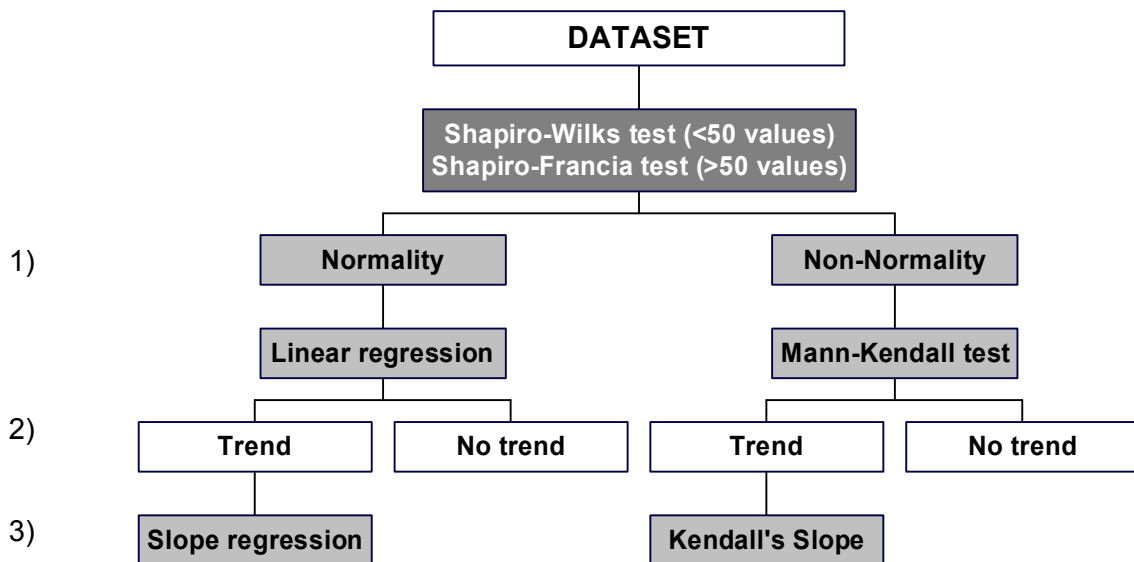 DATASET
Shapiro-Wilks test (<50 values)
Shapiro-Francia test (>50 values)
1)
Normality
Non-Normality
Linear regression
Mann-Kendall test
2)
Trend
No trend
Trend
No trend
3)
Slope regression
Kendall's Slope